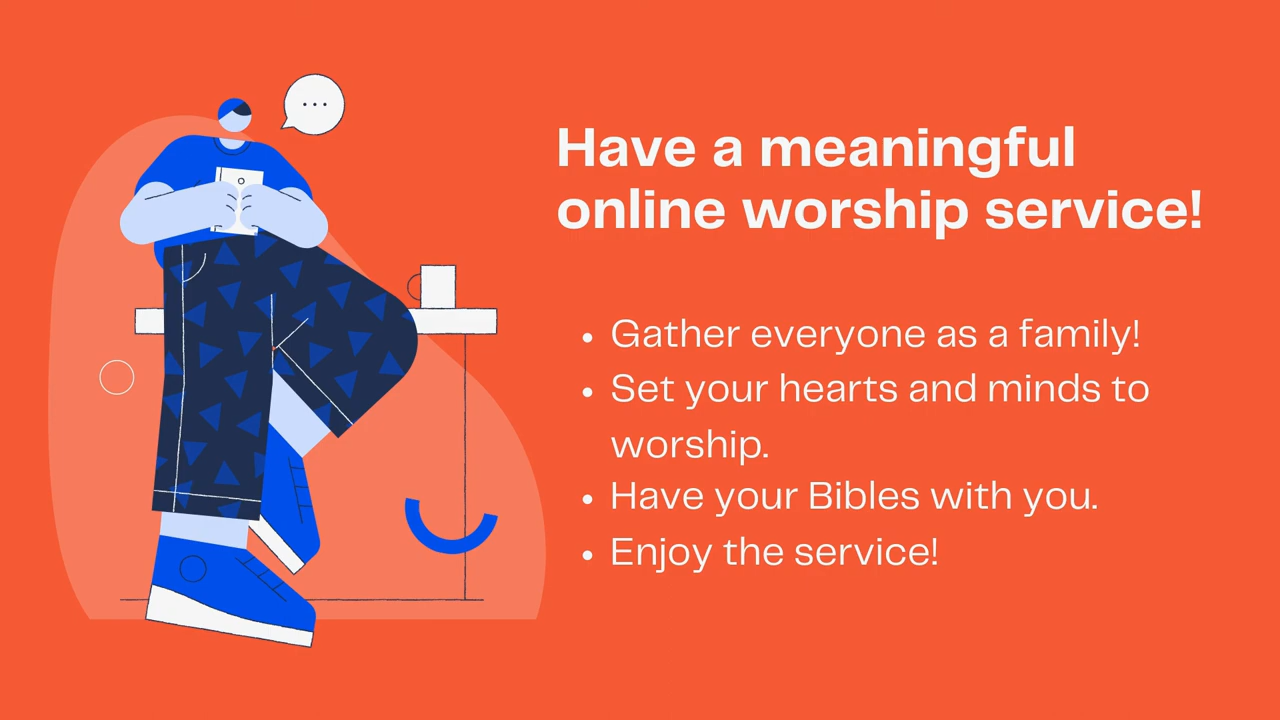 Have a meaningful
online worship service!
• Gather everyone as a family!
• Set your hearts and minds to
worship.
• Have your Bibles with you.
• Enjoy the service!